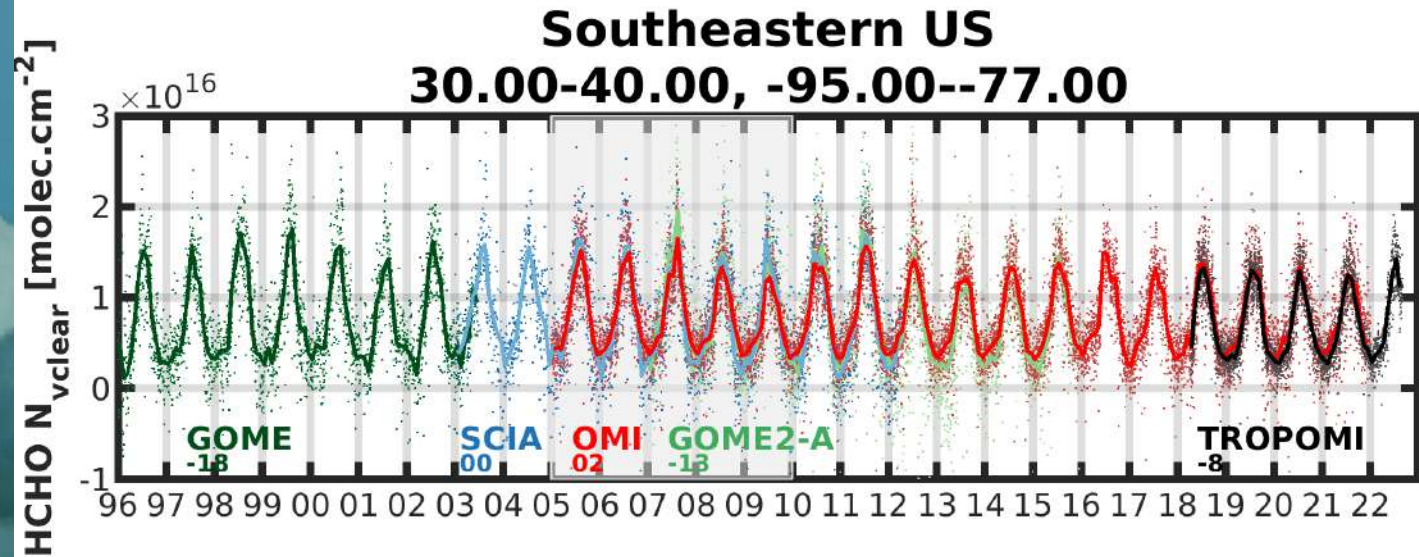 Southeastern US
30.00-40.00, -95.00--77.00
×10^16
HCHO N_vclear [molec.cm^-2]
3
2
1
0
-1
GOME SCIA OMI GOME2-A TROPOMI
-18 00 02 -13 -8
96 97 98 99 00 01 02 03 04 05 06 07 08 09 10 11 12 13 14 15 16 17 18 19 20 21 22